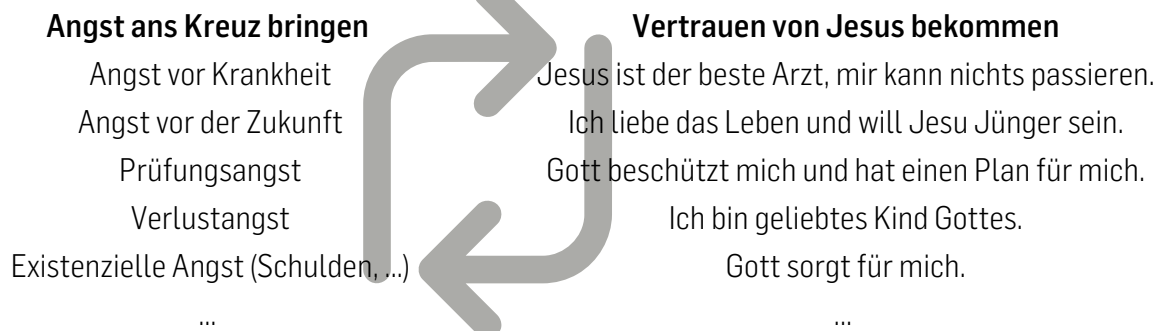 Angst ans Kreuz bringen Vertrauen von Jesus bekommen
Angst vor Krankheit Jesus ist der beste Arzt, mir kann nichts passieren.
Angst vor der Zukunft Ich liebe das Leben und will Jesu Jünger sein.
Prüfungsangst Gott beschützt mich und hat einen Plan für mich.
Verlustangst Ich bin geliebtes Kind Gottes.
Existenzielle Angst (Schulden, ...) Gott sorgt für mich.
... ...